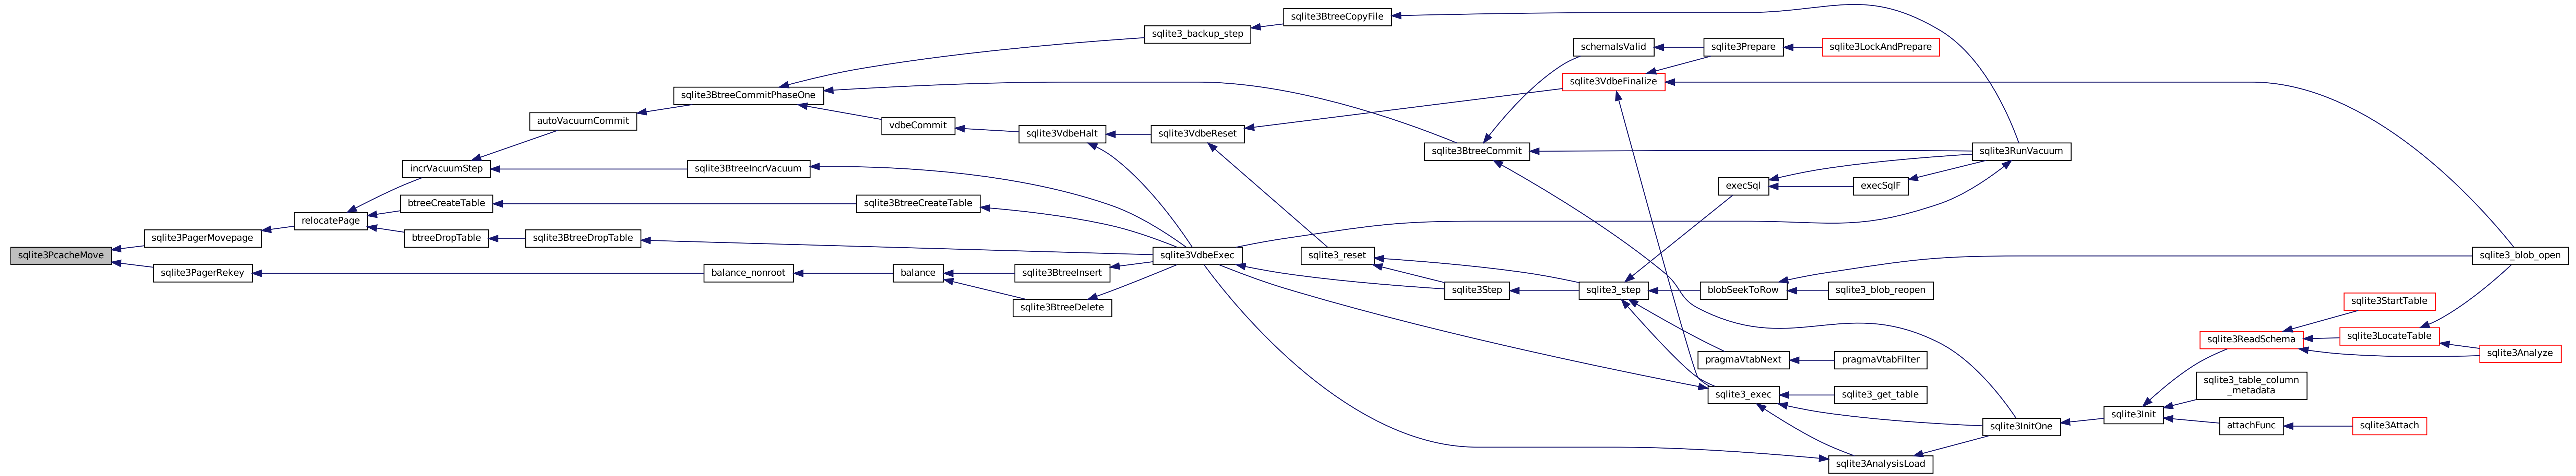 sqlite3PcacheMove
sqlite3PagerMovepage
sqlite3PagerRekey
relocatePage
incrVacuumStep
btreeCreateTable
btreeDropTable
autoVacuumCommit
sqlite3BtreeDropTable
sqlite3BtreeCommitPhaseOne
sqlite3BtreeIncrVacuum
balance_nonroot
sqlite3BtreeCreateTable
vdbeCommit
balance
sqlite3VdbeHalt
sqlite3BtreeInsert
sqlite3BtreeDelete
sqlite3_backup_step
sqlite3VdbeReset
sqlite3VdbeExec
sqlite3BtreeCopyFile
sqlite3_reset
sqlite3BtreeCommit
sqlite3Step
schemaIsValid
sqlite3VdbeFinalize
sqlite3_step
sqlite3Prepare
execSql
blobSeekToRow
pragmaVtabNext
sqlite3_exec
sqlite3LockAndPrepare
execSqlF
sqlite3_blob_reopen
pragmaVtabFilter
sqlite3_get_table
sqlite3AnalysisLoad
sqlite3RunVacuum
sqlite3InitOne
sqlite3Init
sqlite3ReadSchema
sqlite3_table_column
_metadata
attachFunc
sqlite3StartTable
sqlite3LocateTable
sqlite3Attach
sqlite3_blob_open
sqlite3Analyze